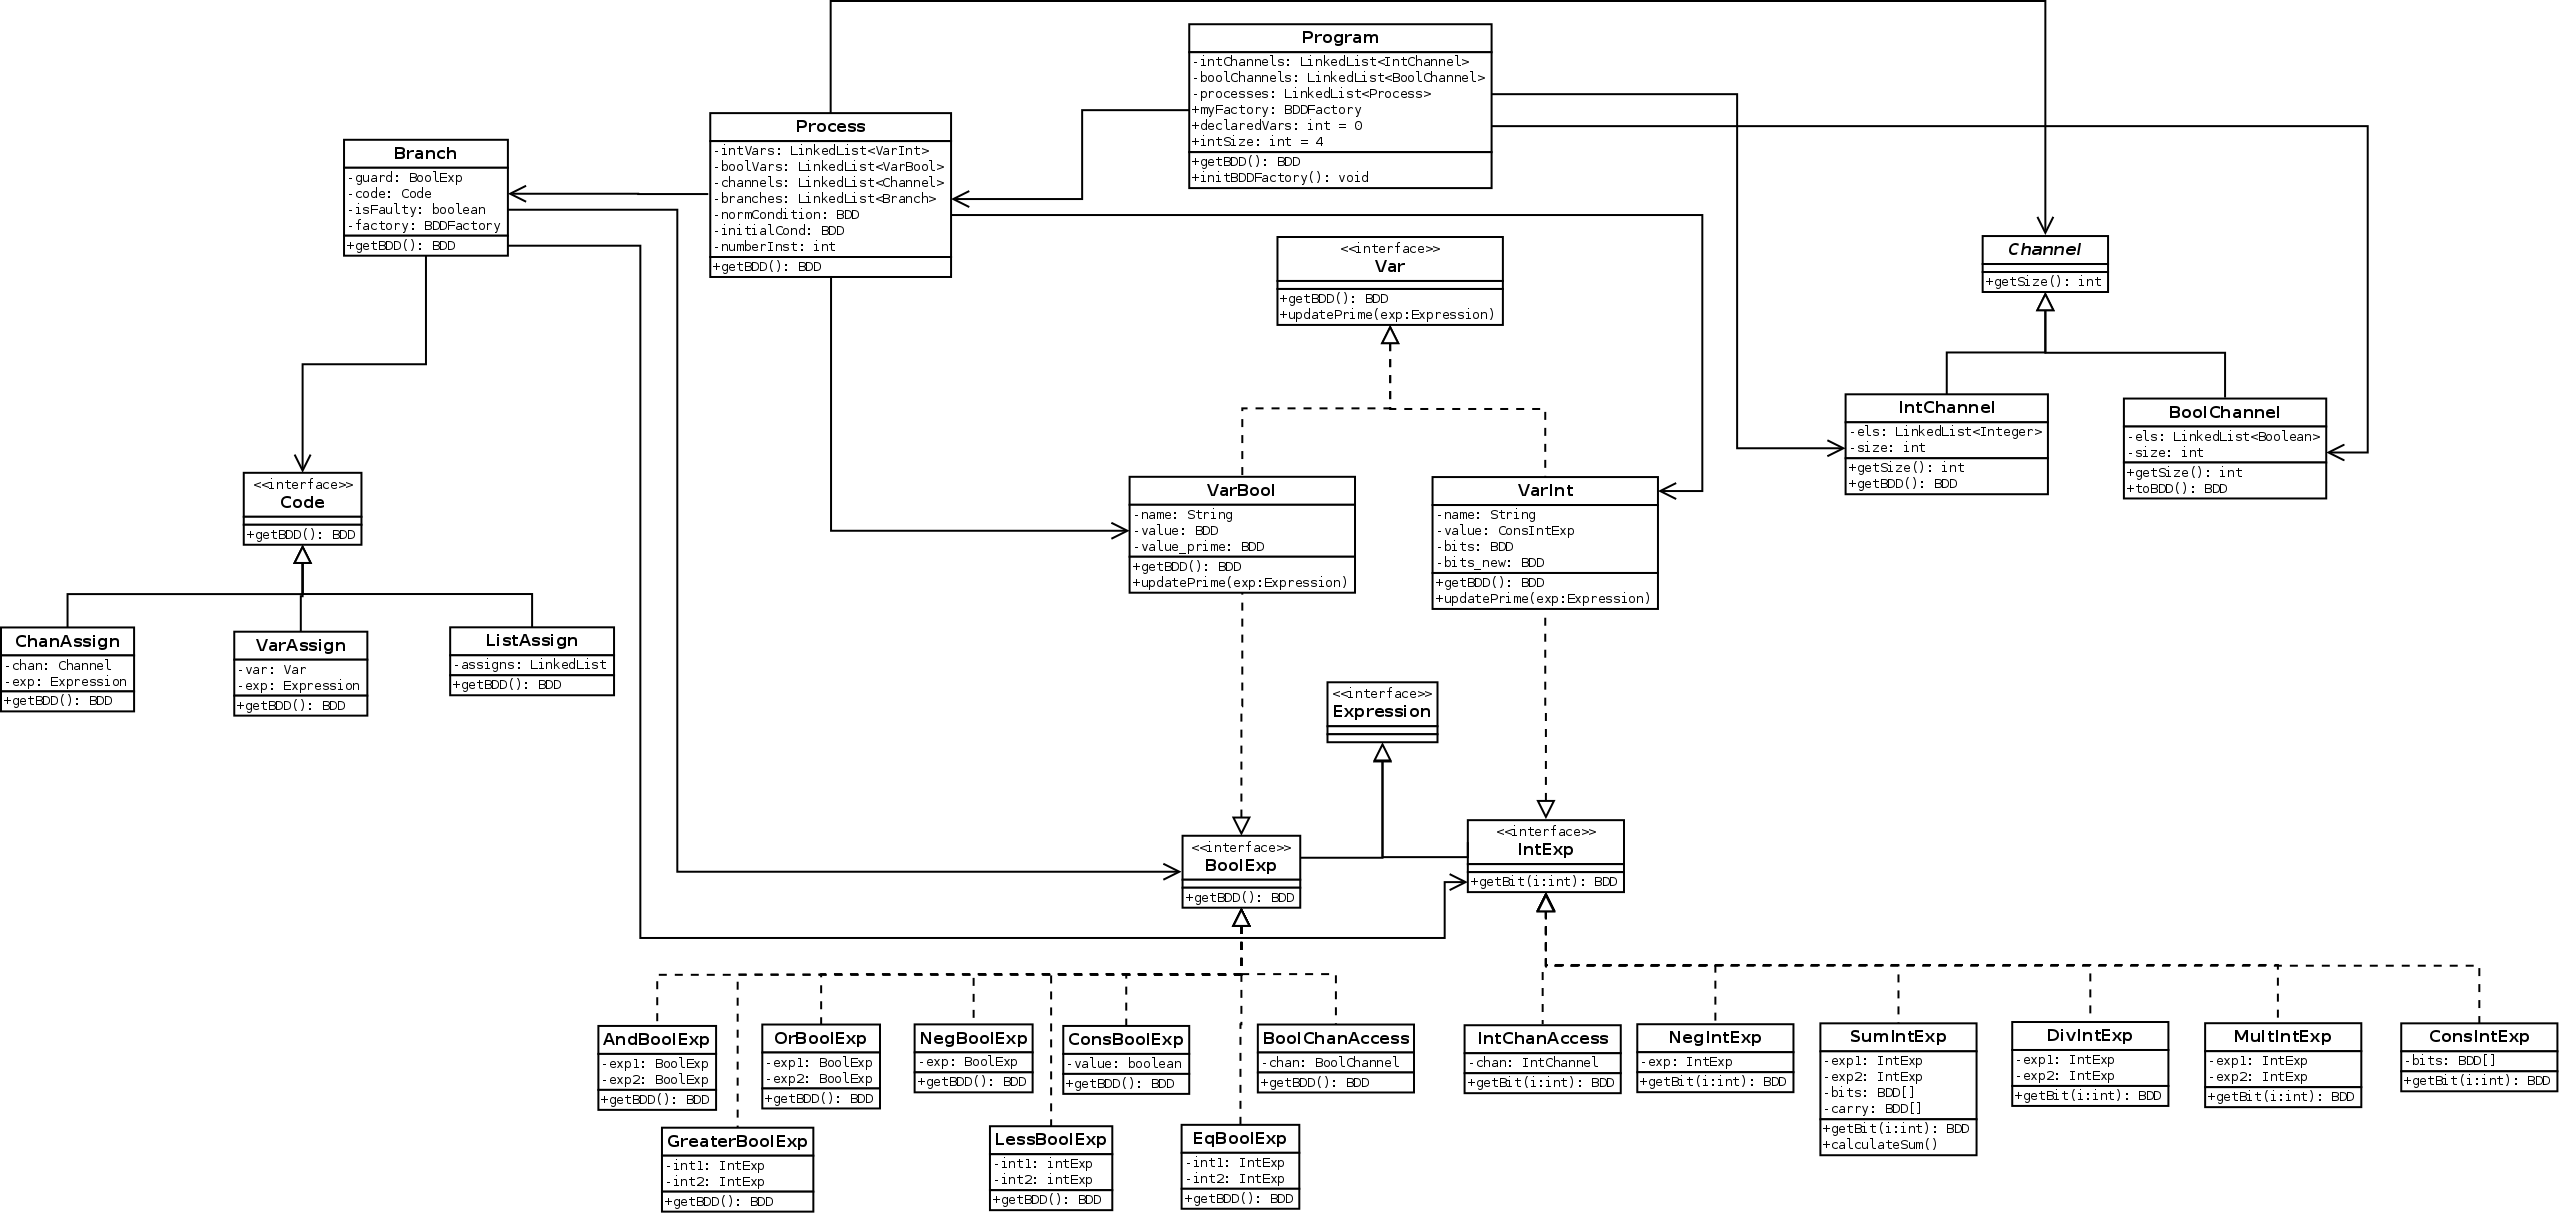 Program
-intChannels: LinkedList<IntChannel>
-boolChannels: LinkedList<BoolChannel>
-processes: LinkedList<Process>
+myFactory: BDDFactory
+declaredVars: int = 0
+intSize: int = 4
+getBDD(): BDD
+initBDDFactory(): void
Process
-intVars: LinkedList<VarInt>
-boolVars: LinkedList<VarBool>
-channels: LinkedList<Channel>
-branches: LinkedList<Branch>
-normCondition: BDD
-initialCond: BDD
-numberInst: int
+getBDD(): BDD
Branch
-guard: BoolExp
-code: Code
-isFaulty: boolean
-factory: BDDFactory
+getBDD(): BDD
<<interface>>
Var
+getBDD(): BDD
+updatePrime(exp:Expression)
Channel
+getSize(): int
IntChannel
-els: LinkedList<Integer>
-size: int
+getSize(): int
+getBDD(): BDD
BoolChannel
-els: LinkedList<Boolean>
-size: int
+getSize(): int
+toBDD(): BDD
<<interface>>
Code
+getBDD(): BDD
VarBool
-name: String
-value: BDD
-value_prime: BDD
+getBDD(): BDD
+updatePrime(exp:Expression)
VarInt
-name: String
-value: ConsIntExp
-bits: BDD
-bits_new: BDD
+getBDD(): BDD
+updatePrime(exp:Expression)
ChanAssign
-chan: Channel
-exp: Expression
+getBDD(): BDD
VarAssign
-var: Var
-exp: Expression
+getBDD(): BDD
ListAssign
-assigns: LinkedList
+getBDD(): BDD
<<interface>>
Expression
<<interface>>
BoolExp
+getBDD(): BDD
<<interface>>
IntExp
+getBit(i:int): BDD
AndBoolExp
-exp1: BoolExp
-exp2: BoolExp
+getBDD(): BDD
OrBoolExp
-exp1: BoolExp
-exp2: BoolExp
+getBDD(): BDD
NegBoolExp
-exp: BoolExp
+getBDD(): BDD
ConsBoolExp
-value: boolean
+getBDD(): BDD
BoolChanAccess
-chan: BoolChannel
+getBDD(): BDD
IntChanAccess
-chan: IntChannel
+getBit(i:int): BDD
NegIntExp
-exp: IntExp
+getBit(i:int): BDD
SumIntExp
-exp1: IntExp
-exp2: IntExp
-bits: BDD[]
-carry: BDD[]
+getBit(i:int): BDD
+calculateSum()
DivIntExp
-exp1: IntExp
-exp2: IntExp
+getBit(i:int): BDD
MultIntExp
-exp1: IntExp
-exp2: IntExp
+getBit(i:int): BDD
ConsIntExp
-bits: BDD[]
+getBit(i:int): BDD
GreaterBoolExp
-int1: IntExp
-int2: IntExp
+getBDD(): BDD
LessBoolExp
-int1: intExp
-int2: intExp
+getBDD(): BDD
EqBoolExp
-int1: IntExp
-int2: IntExp
+getBDD(): BDD